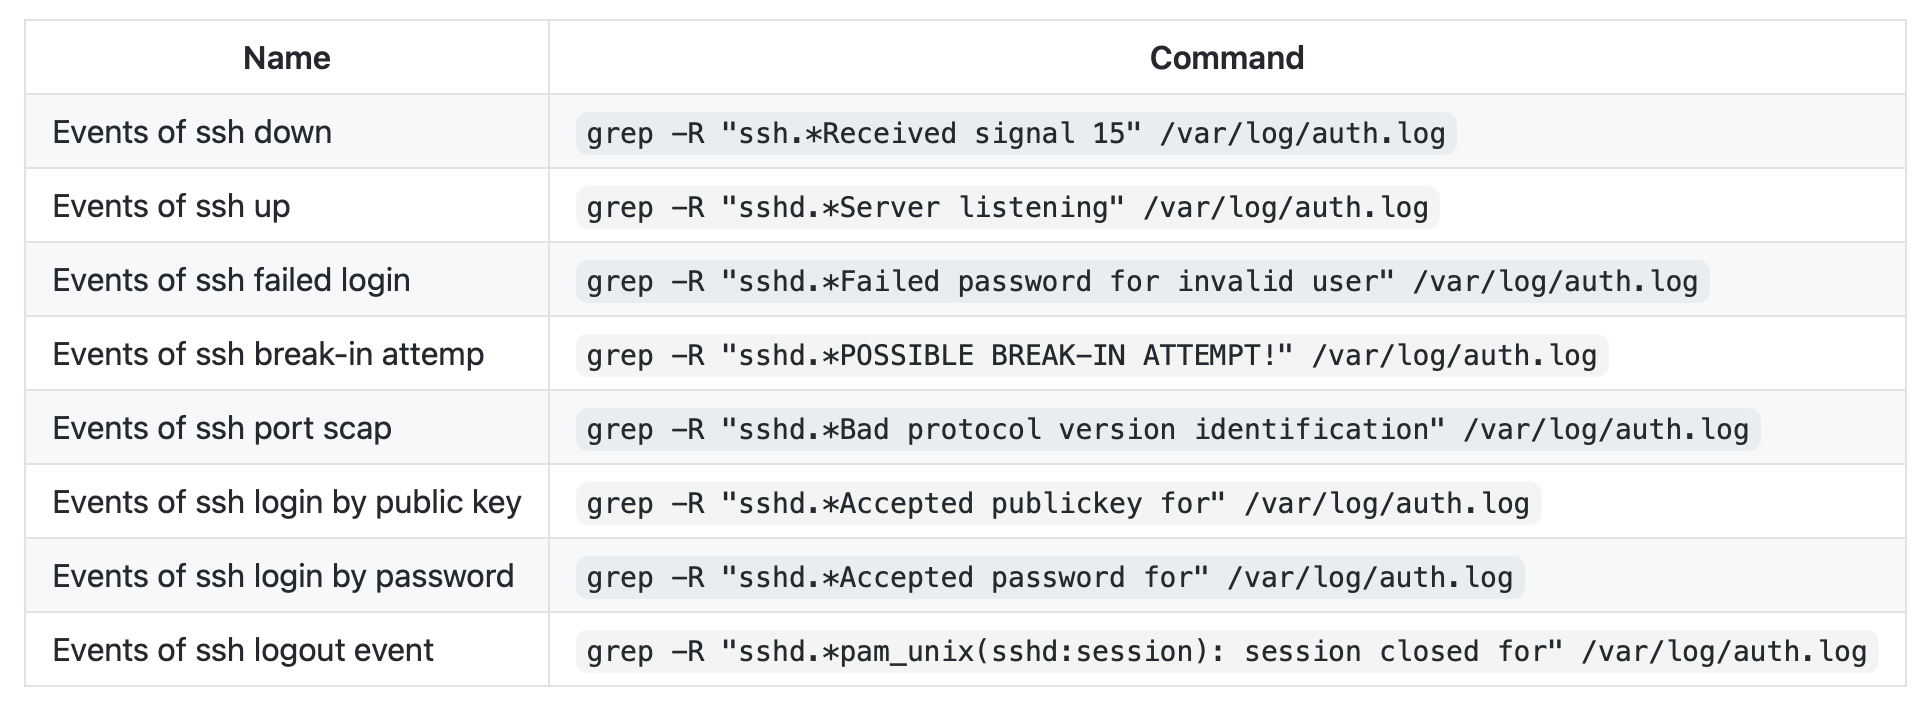 Name Command
Events of ssh down grep -R "ssh.*Received signal 15" /var/log/auth.log
Events of ssh up grep -R "sshd.*Server listening" /var/log/auth.log
Events of ssh failed login grep -R "sshd.*Failed password for invalid user" /var/log/auth.log
Events of ssh break-in attemp grep -R "sshd.*POSSIBLE BREAK-IN ATTEMPT!" /var/log/auth.log
Events of ssh port scap grep -R "sshd.*Bad protocol version identification" /var/log/auth.log
Events of ssh login by public key grep -R "sshd.*Accepted publickey for" /var/log/auth.log
Events of ssh login by password grep -R "sshd.*Accepted password for" /var/log/auth.log
Events of ssh logout event grep -R "sshd.*pam_unix(sshd:session): session closed for" /var/log/auth.log